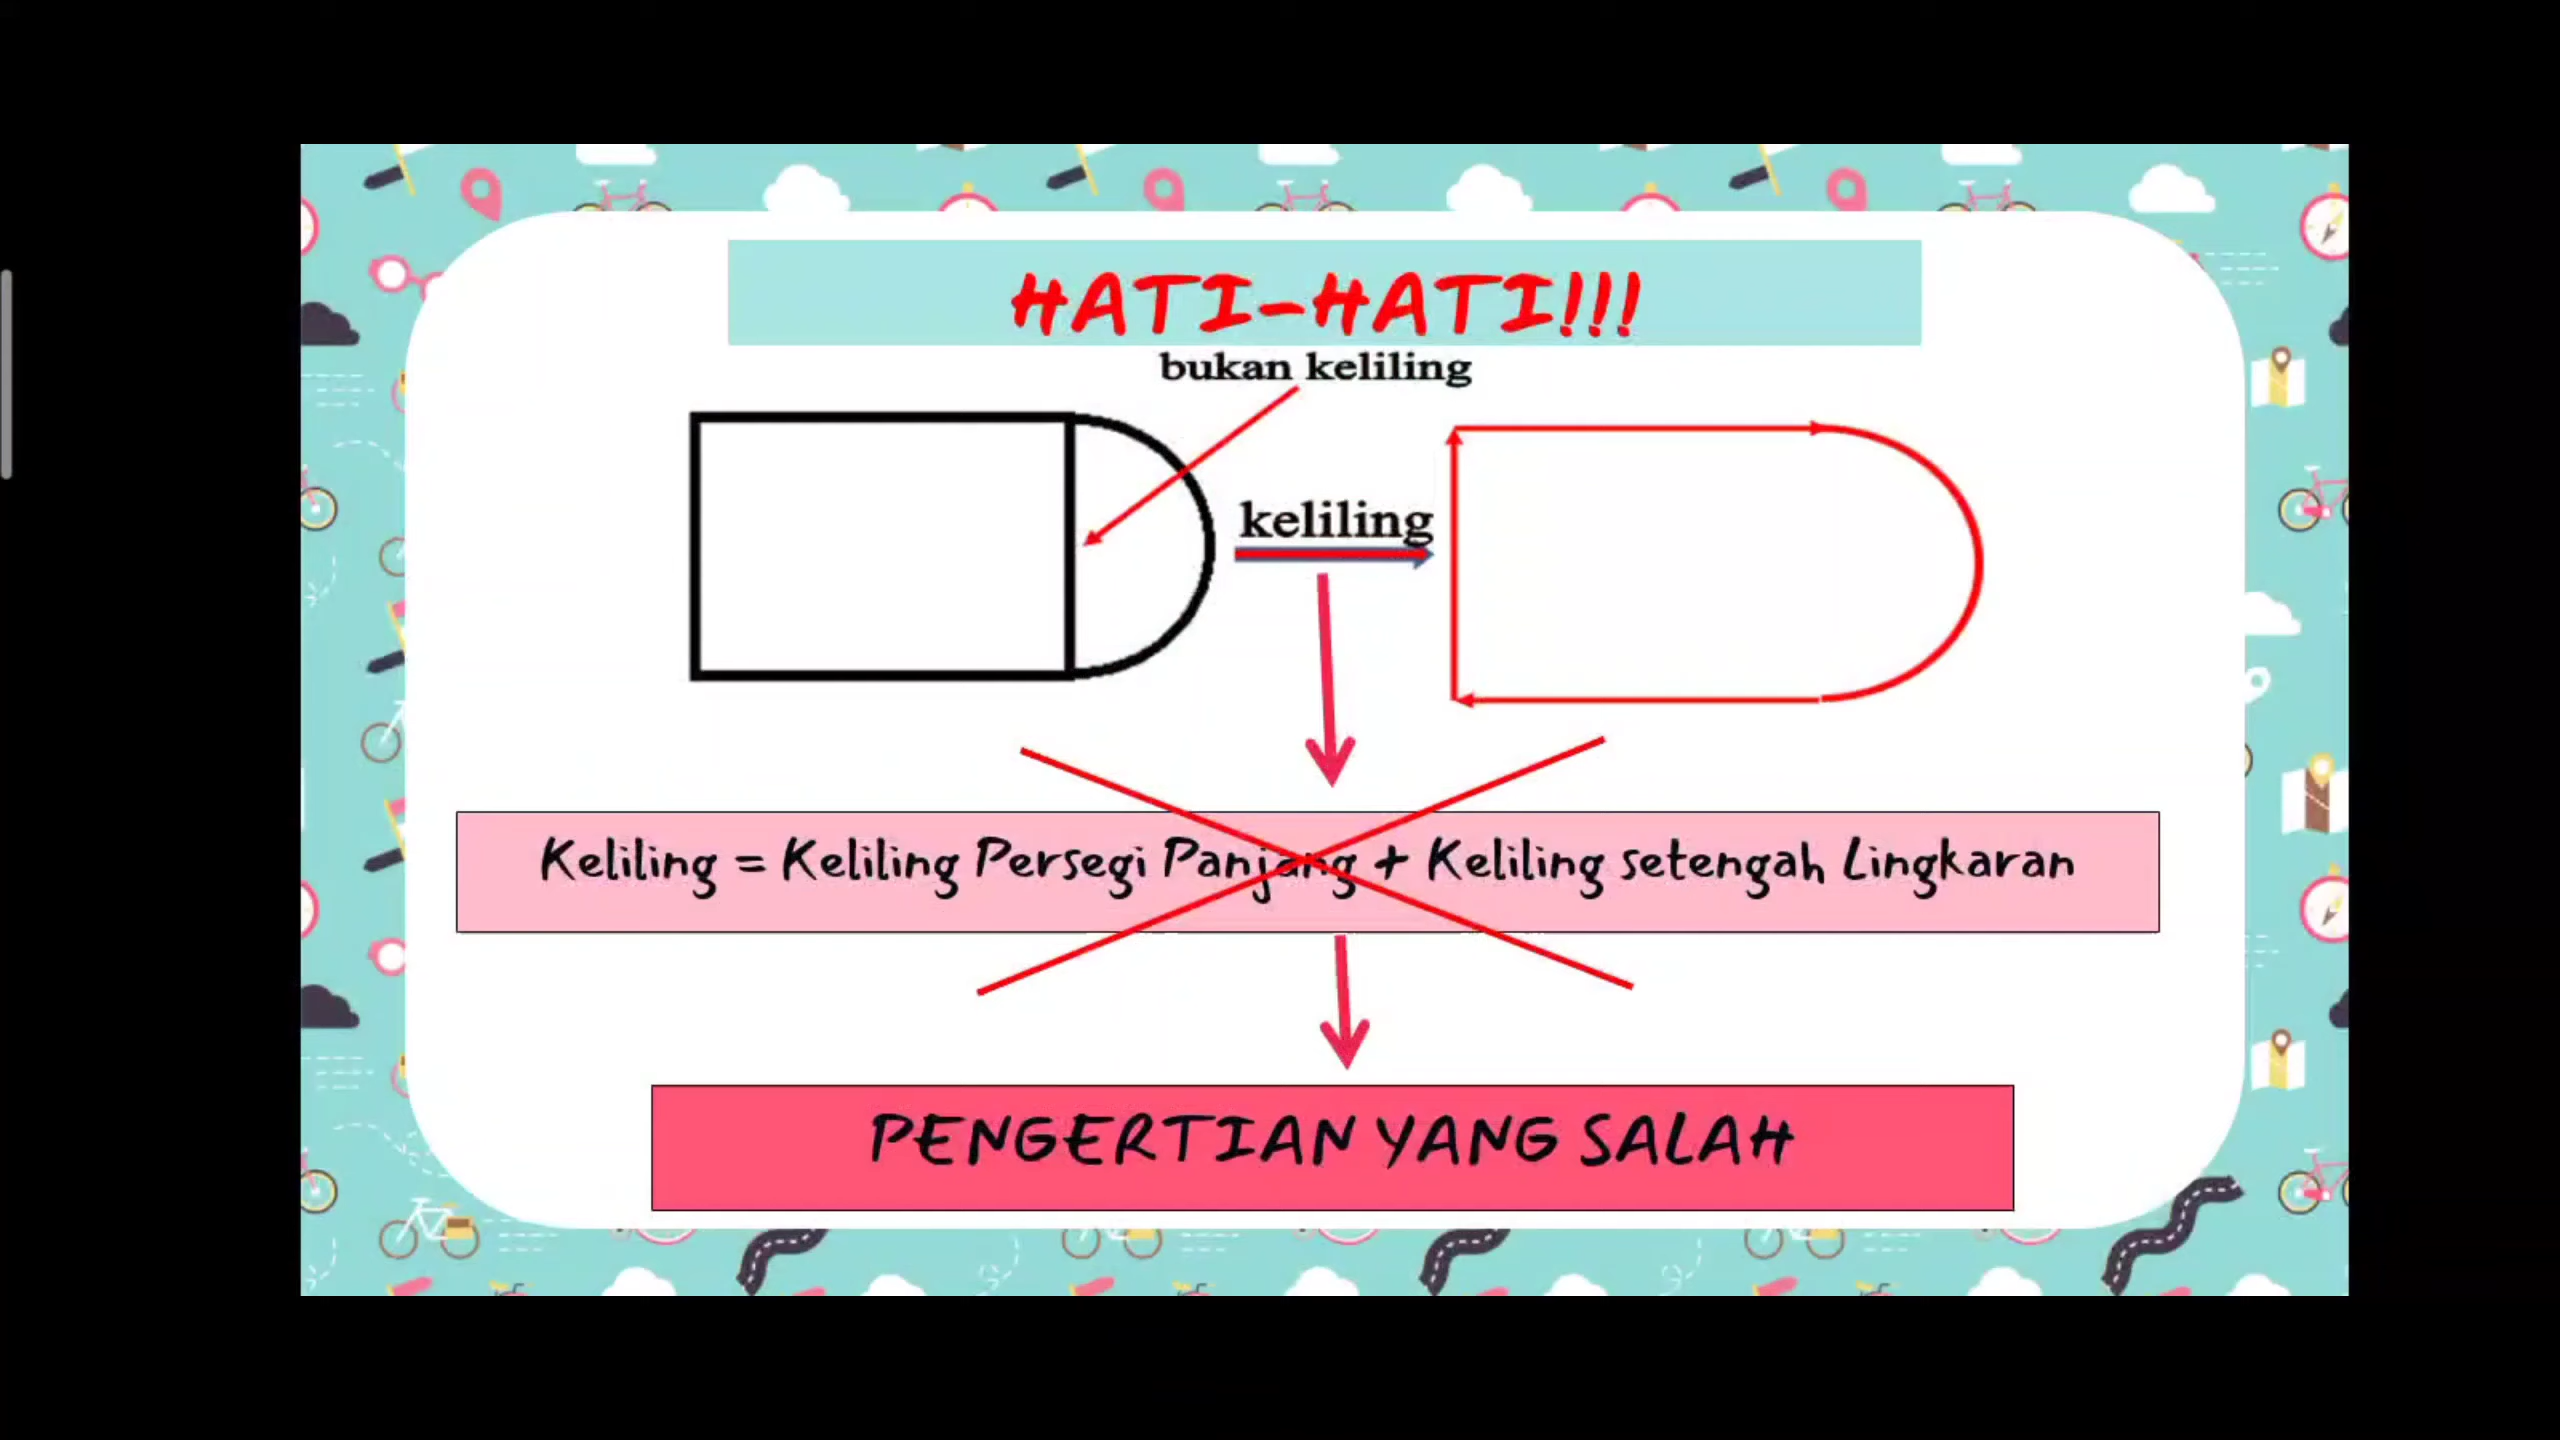 HATI-HATI!!!
bukan keliling
keliling
Keliling = Keliling Persegi Panjang + Keliling setengah Lingkaran
PENGERTIAN YANG SALAH